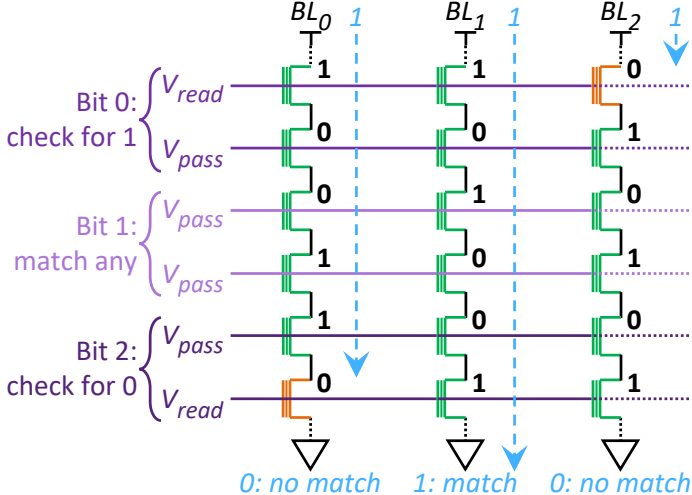 BL0 1 BL1 1 BL2 1
1 1 0
Bit 0: Vread
check for 1 Vpass
0 0 1
0 1 0
Bit 1: Vpass
match any Vpass
1 0 1
1 0 0
Bit 2: Vpass
check for 0 Vread
0 1 1
0: no match 1: match 0: no match